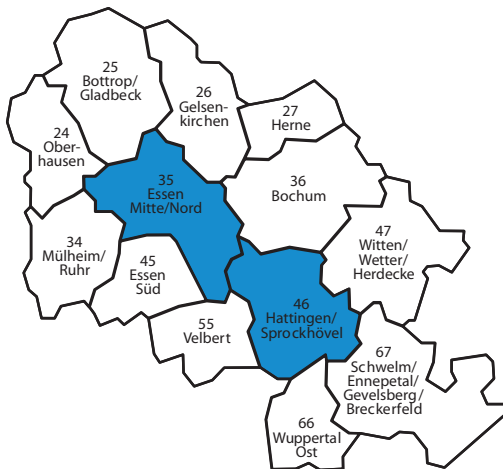 25
Bottrop/
Gladbeck
26
Gelsen-
kirchen
27
Herne
24
Ober-
hausen
35
Essen
Mitte/Nord
36
Bochum
34
Mülheim/
Ruhr
45
Essen
Süd
47
Witten/
Wetter/
Herdecke
46
Hattingen/
Sprockhövel
55
Velbert
67
Schwelm/
Ennepetal/
Gevelsberg/
Breckerfeld
66
Wuppertal
Ost